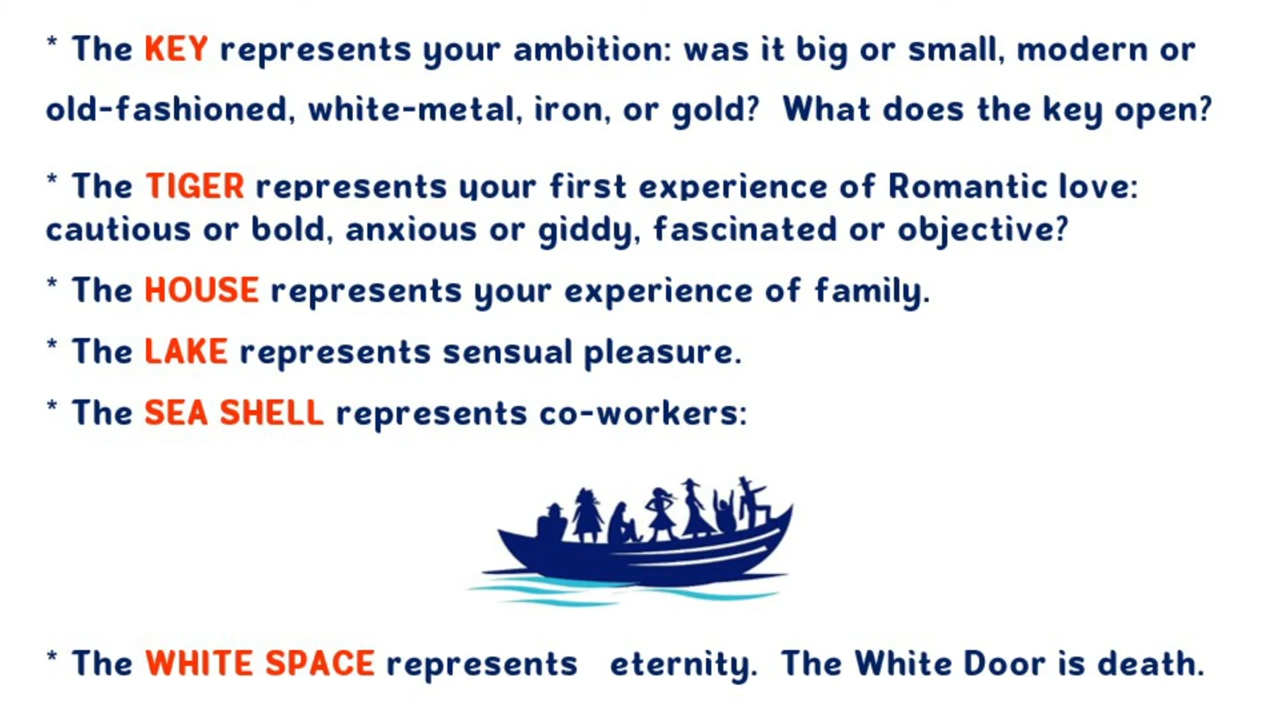 * The KEY represents your ambition: was it big or small, modern or
old-fashioned, white-metal, iron, or gold?  What does the key open?
* The TIGER represents your first experience of Romantic love:
cautious or bold, anxious or giddy, fascinated or objective?
* The HOUSE represents your experience of family.
* The LAKE represents sensual pleasure.
* The SEA SHELL represents co-workers:
* The WHITE SPACE represents   eternity.  The White Door is death.